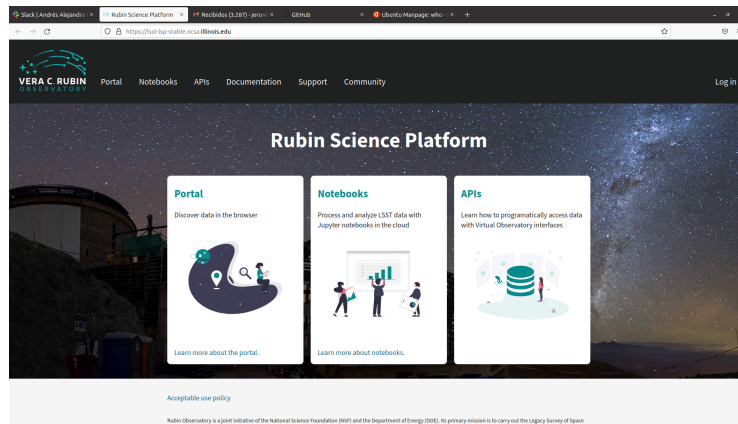 Slack | Andrés Alejandro
Rubin Science Platform
Recibidos (3.287) - jeron
GitHub
Ubuntu Manpage: who -
https://lsst-lsp-stable.ncsa.illinois.edu
VERA C. RUBIN
OBSERVATORY
Portal Notebooks APIs Documentation Support Community Log in
Rubin Science Platform
Portal
Discover data in the browser
Learn more about the portal.
Notebooks
Process and analyze LSST data with
Jupyter notebooks in the cloud
Learn more about notebooks.
APIs
Learn how to programatically access data
with Virtual Observatory interfaces
Acceptable use policy
Rubin Observatory is a joint initiative of the National Science Foundation (NSF) and the Department of Energy (DOE). Its primary mission is to carry out the Legacy Survey of Space